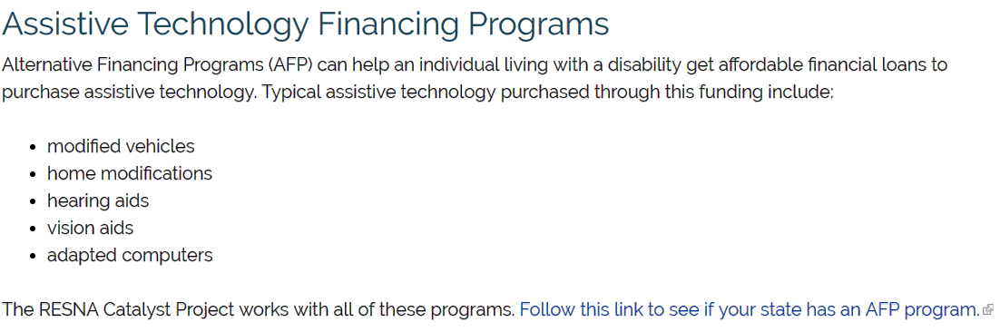 Assistive Technology Financing Programs
Alternative Financing Programs (AFP) can help an individual living with a disability get affordable financial loans to
purchase assistive technology. Typical assistive technology purchased through this funding include:
• modified vehicles
• home modifications
• hearing aids
• vision aids
• adapted computers
The RESNA Catalyst Project works with all of these programs. Follow this link to see if your state has an AFP program.